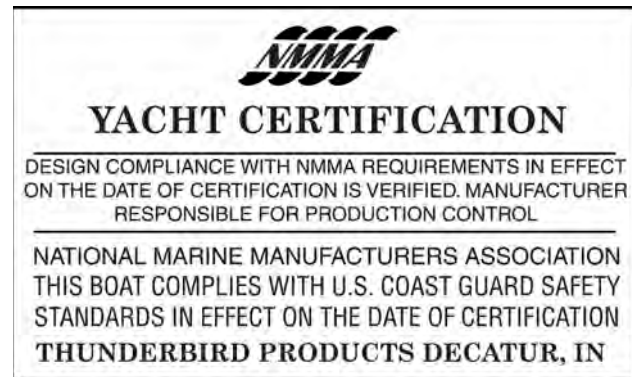 NMMA
YACHT CERTIFICATION
DESIGN COMPLIANCE WITH NMMA REQUIREMENTS IN EFFECT
ON THE DATE OF CERTIFICATION IS VERIFIED. MANUFACTURER
RESPONSIBLE FOR PRODUCTION CONTROL
NATIONAL MARINE MANUFACTURERS ASSOCIATION
THIS BOAT COMPLIES WITH U.S. COAST GUARD SAFETY
STANDARDS IN EFFECT ON THE DATE OF CERTIFICATION
THUNDERBIRD PRODUCTS DECATUR, IN